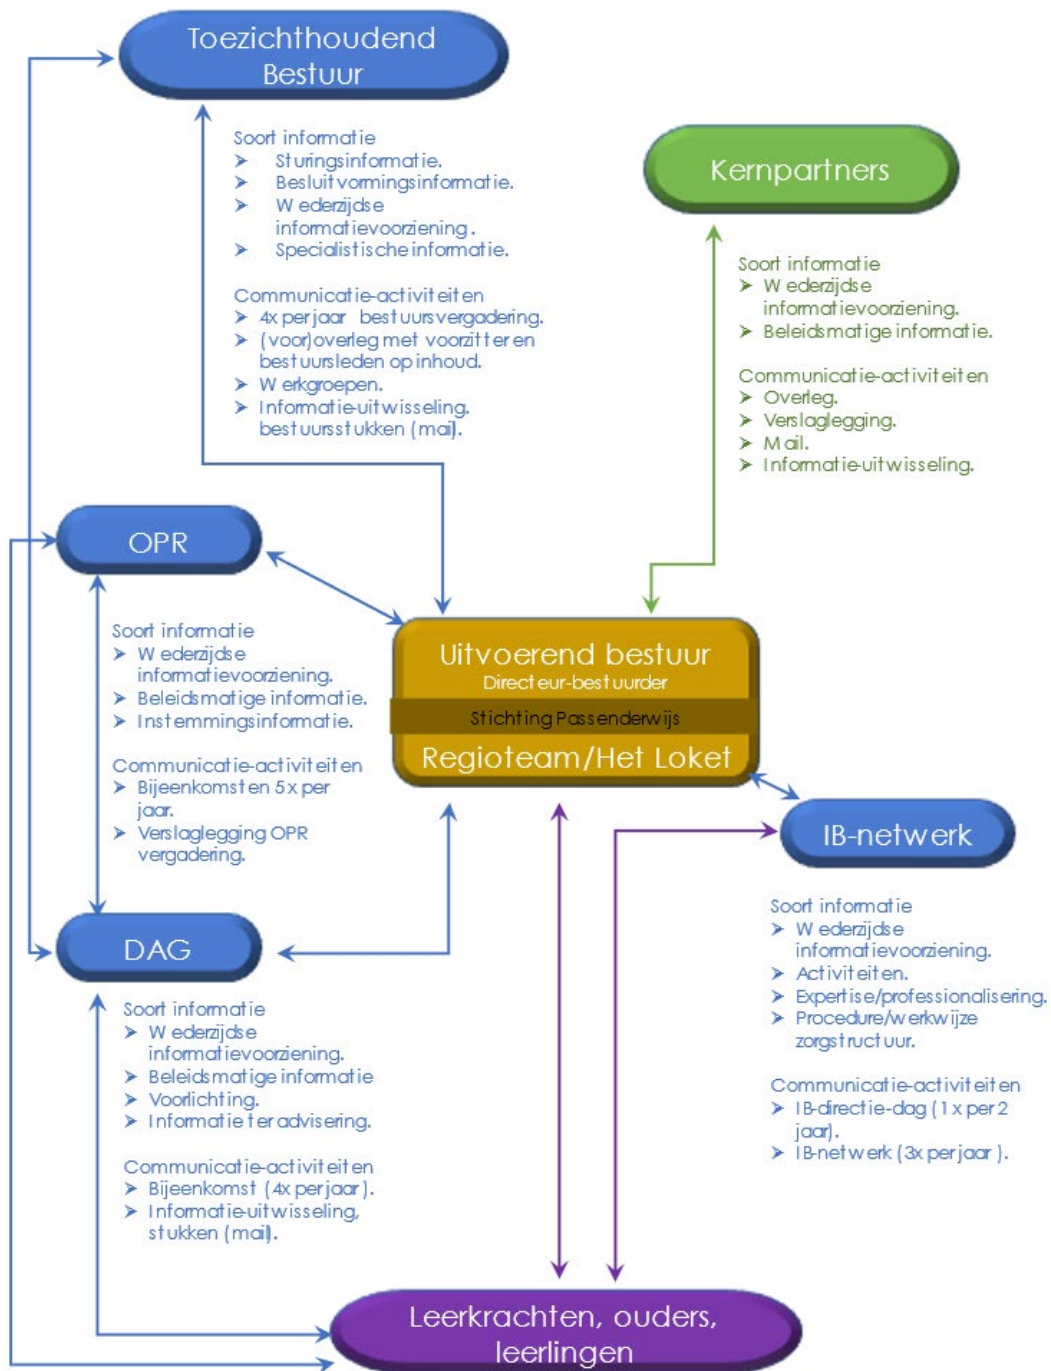 Toezichthoudend
Bestuur
Soort informatie
➢ Sturingsinformatie.
➢ Besluitvormingsinformatie.
➢ Wederzijdse
informatievoorziening.
➢ Specialistische informatie.
Communicatie-activiteiten
➢ 4x per jaar bestuursvergadering.
➢ (voor)overleg met voorzitter en
bestuursleden op inhoud.
➢ Werkgroepen.
➢ Informatie-uitwisseling.
bestuursstukken (mail).
Kernpartners
Soort informatie
➢ Wederzijdse
informatievoorziening.
➢ Beleidsmatige informatie.
Communicatie-activiteiten
➢ Overleg.
➢ Verslaglegging.
➢ Mail.
➢ Informatie-uitwisseling.
OPR
Soort informatie
➢ Wederzijdse
informatievoorziening.
➢ Beleidsmatige informatie.
➢ Instemmingsinformatie.
Communicatie-activiteiten
➢ Bijeenkomsten 5x per
jaar.
➢ Verslaglegging OPR
vergadering.
Uitvoerend bestuur
Directeur-bestuurder
Stichting Passenderwijs
Regioteam/Het Loket
IB-netwerk
Soort informatie
➢ Wederzijdse
informatievoorziening.
➢ Activiteiten.
➢ Expertise/professionalisering.
➢ Procedure/werkwijze
zorgstructuur.
Communicatie-activiteiten
➢ IB-directie-dag (1x per 2
jaar).
➢ IB-netwerk (3x per jaar).
DAG
Soort informatie
➢ Wederzijdse
informatievoorziening.
➢ Beleidsmatige informatie
➢ Voorlichting.
➢ Informatie ter advisering.
Communicatie-activiteiten
➢ Bijeenkomst (4x per jaar).
➢ Informatie-uitwisseling,
stukken (mail).
Leerkrachten, ouders,
leerlingen